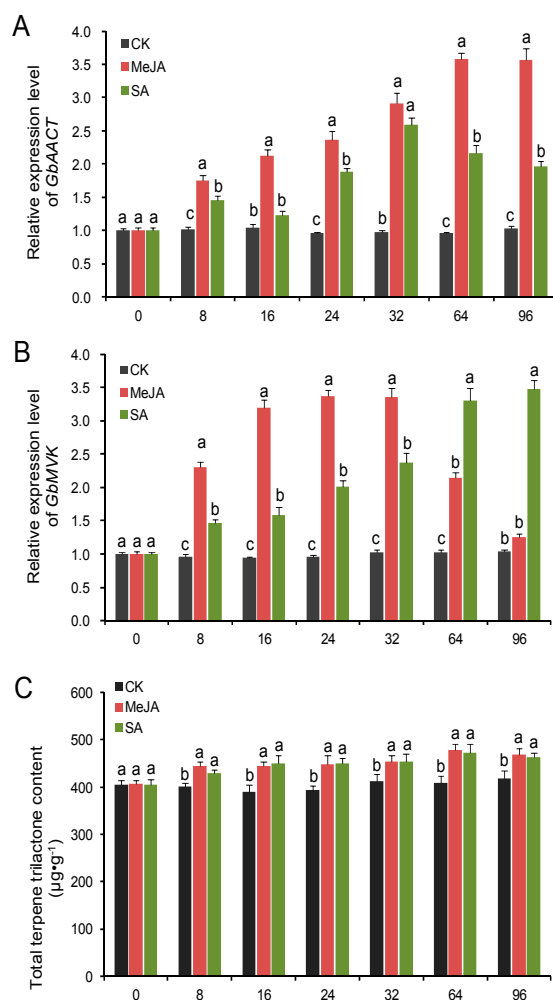 A
Relative expression level
of GbAACT
4.0
3.5
3.0
2.5
2.0
1.5
1.0
0.5
0.0
CK
MeJA
SA
a a a
c a b
b a b
c a b
c a a
c a b
c a b
0 8 16 24 32 64 96
B
Relative expression level
of GbMVK
4.0
3.5
3.0
2.5
2.0
1.5
1.0
0.5
0.0
CK
MeJA
SA
a a a
c a b
c a b
c a b
c a b
c b a
b b a
0 8 16 24 32 64 96
C
Total terpene trilactone content
(μg•g-1)
600
500
400
300
200
100
0
CK
MeJA
SA
a a a
b a a
b a a
b a a
b a a
b a a
b a a
0 8 16 24 32 64 96